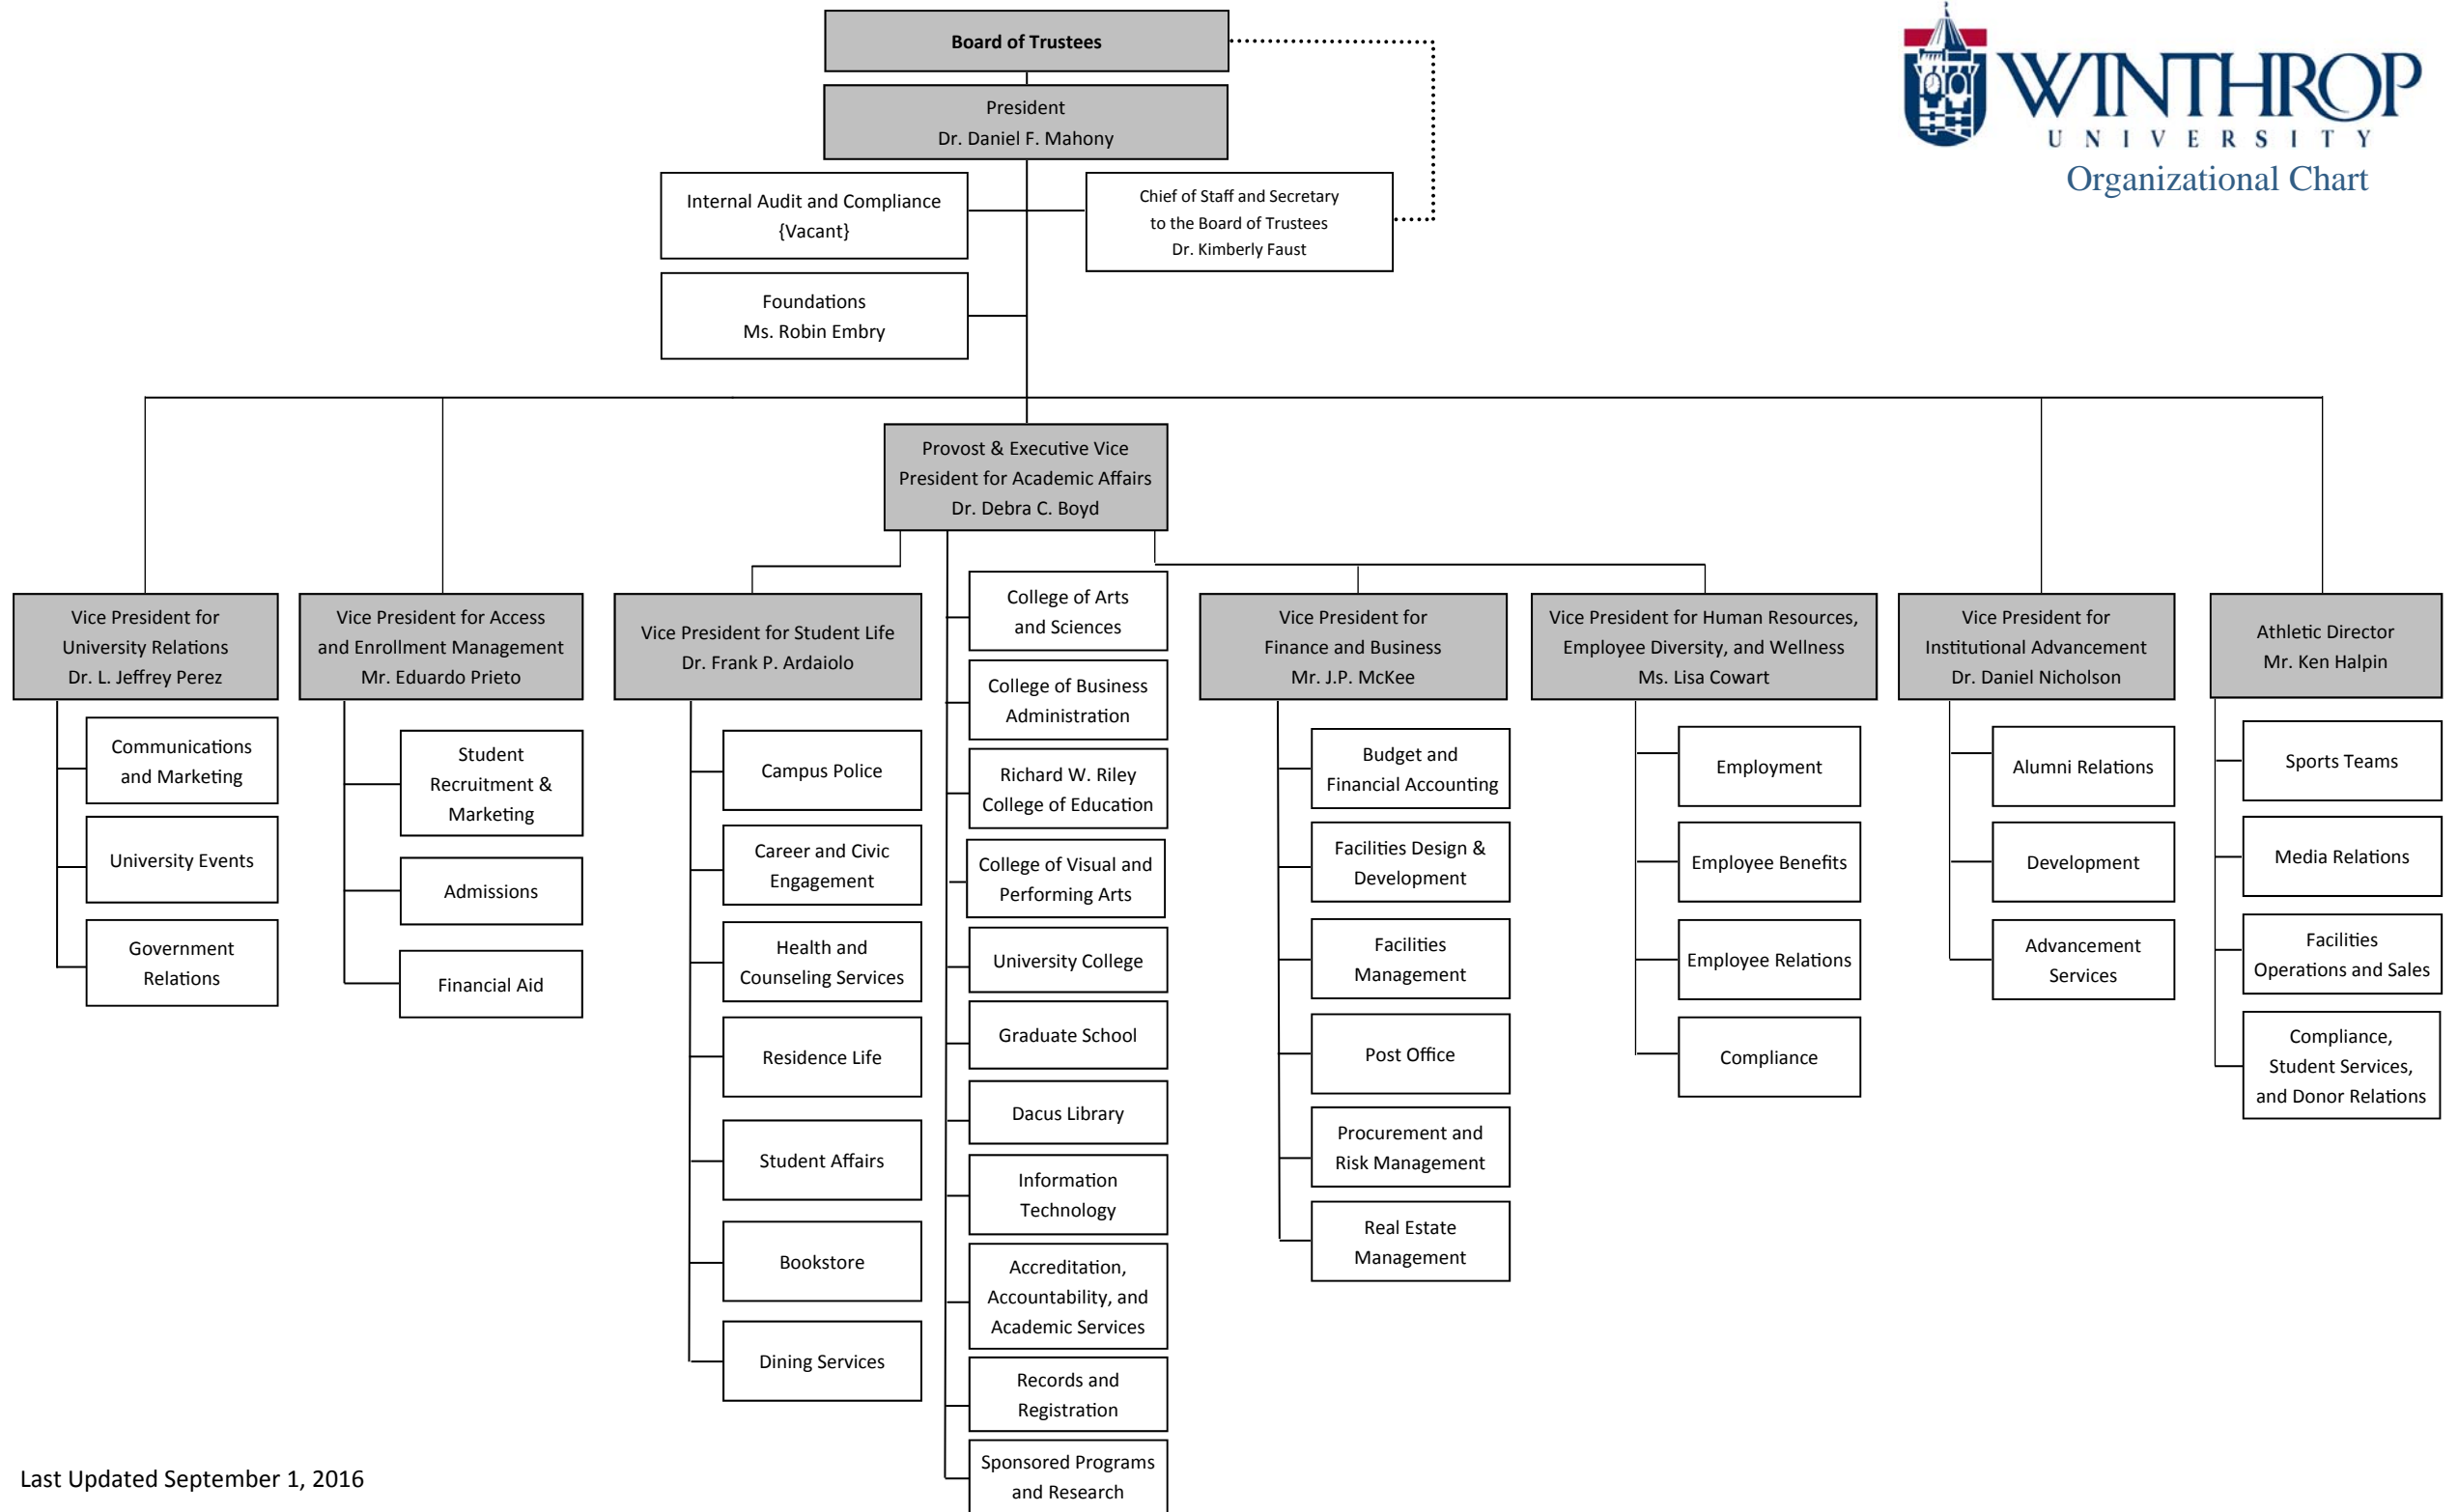 Board of Trustees
President
Dr. Daniel F. Mahony
WINTHROP
UNIVERSITY
Organizational Chart
Internal Audit and Compliance
{Vacant}
Chief of Staff and Secretary
to the Board of Trustees
Dr. Kimberly Faust
Foundations
Ms. Robin Embry
Provost & Executive Vice
President for Academic Affairs
Dr. Debra C. Boyd
Vice President for
University Relations
Dr. L. Jeffrey Perez
Communications
and Marketing
University Events
Government
Relations
Vice President for Access
and Enrollment Management
Mr. Eduardo Prieto
Student
Recruitment &
Marketing
Admissions
Financial Aid
Vice President for Student Life
Dr. Frank P. Ardaiolo
Campus Police
Career and Civic
Engagement
Health and
Counseling Services
Residence Life
Student Affairs
Bookstore
Dining Services
College of Arts
and Sciences
College of Business
Administration
Richard W. Riley
College of Education
College of Visual and
Performing Arts
University College
Graduate School
Dacus Library
Information
Technology
Accreditation,
Accountability, and
Academic Services
Records and
Registration
Sponsored Programs
and Research
Vice President for
Finance and Business
Mr. J.P. McKee
Budget and
Financial Accounting
Facilities Design &
Development
Facilities
Management
Post Office
Procurement and
Risk Management
Real Estate
Management
Vice President for Human Resources,
Employee Diversity, and Wellness
Ms. Lisa Cowart
Employment
Employee Benefits
Employee Relations
Compliance
Vice President for
Institutional Advancement
Dr. Daniel Nicholson
Alumni Relations
Development
Advancement
Services
Athletic Director
Mr. Ken Halpin
Sports Teams
Media Relations
Facilities
Operations and Sales
Compliance,
Student Services,
and Donor Relations
Last Updated September 1, 2016